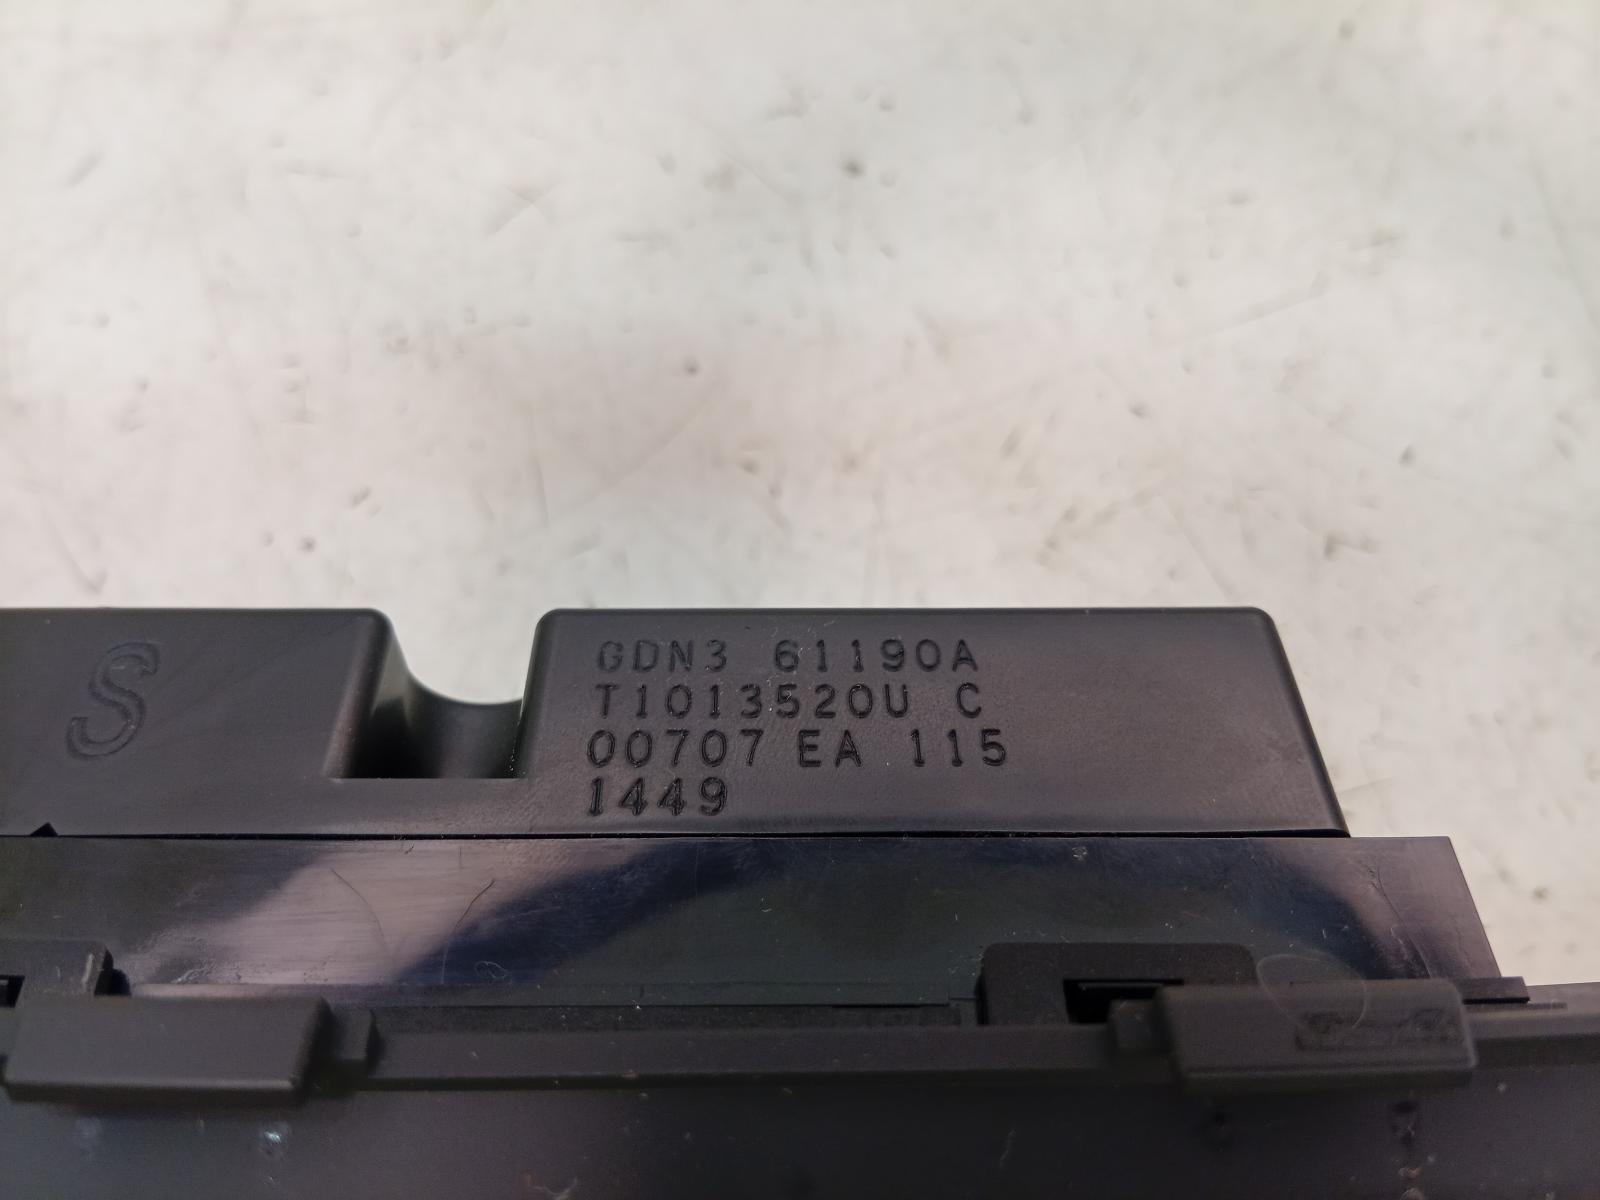 S
GDN3 61190A
T1013520U C
00707 EA 115
1449